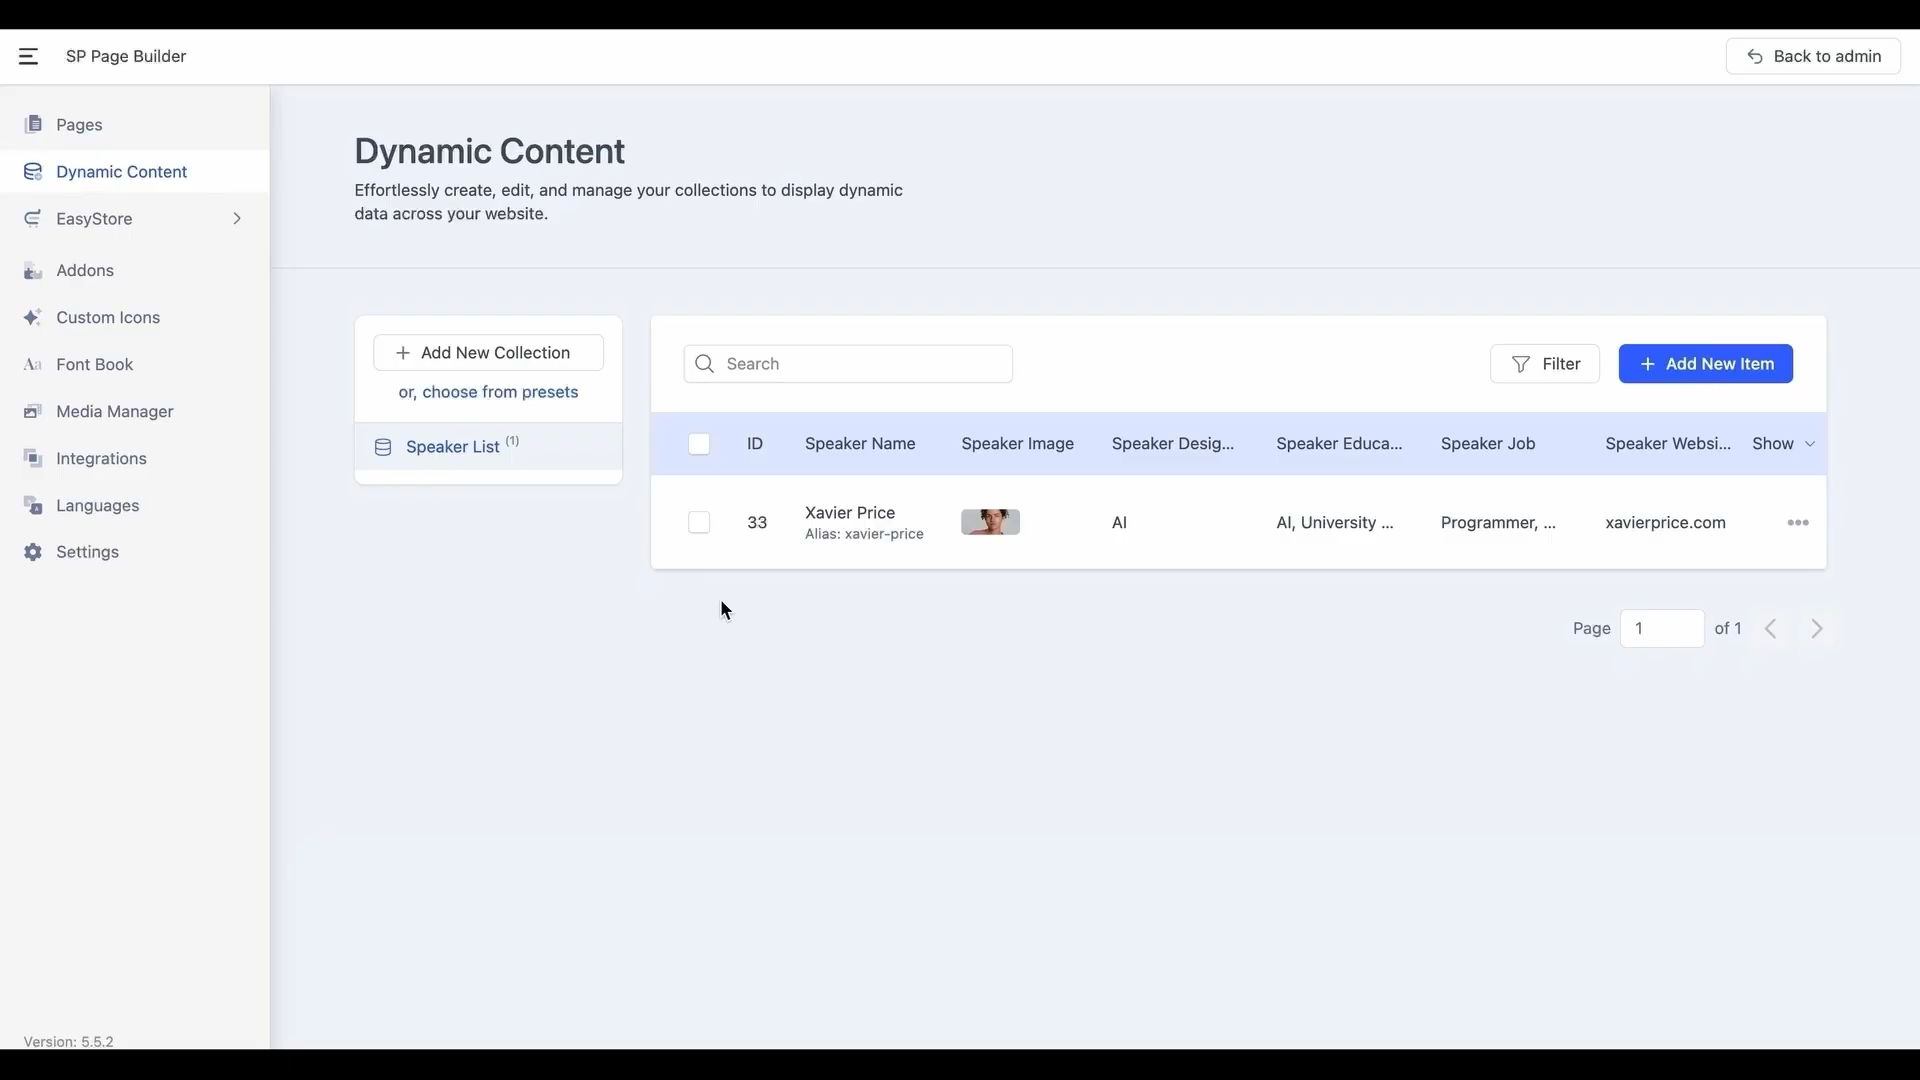 SP Page Builder
Back to admin
Pages
Dynamic Content
EasyStore
Addons
Custom Icons
Font Book
Media Manager
Integrations
Languages
Settings
Version: 5.5.2
Dynamic Content
Effortlessly create, edit, and manage your collections to display dynamic
data across your website.
Add New Collection
or, choose from presets
Speaker List (1)
Search
Filter
Add New Item
ID Speaker Name Speaker Image Speaker Desig... Speaker Educa... Speaker Job Speaker Websi... Show
33 Xavier Price AI AI, University ... Programmer, ... xavierprice.com
Alias: xavier-price
Page 1 of 1